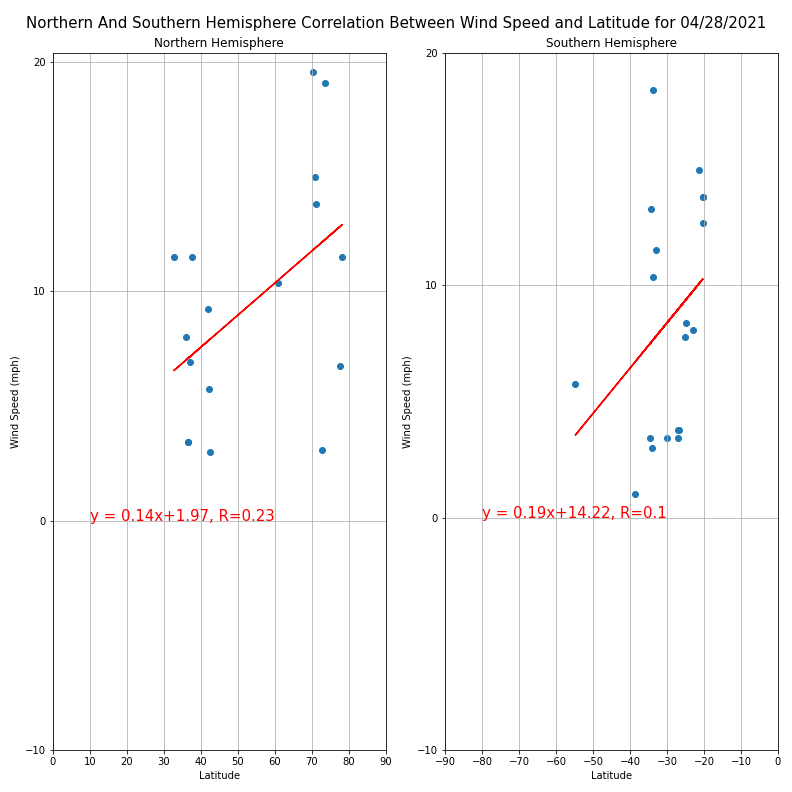 Northern And Southern Hemisphere Correlation Between Wind Speed and Latitude for 04/28/2021
Northern Hemisphere
20
10
0
−10
Wind Speed (mph)
y = 0.14x+1.97, R=0.23
0 10 20 30 40 50 60 70 80 90
Latitude
Southern Hemisphere
20
10
0
−10
Wind Speed (mph)
y = 0.19x+14.22, R=0.1
−90 −80 −70 −60 −50 −40 −30 −20 −10 0
Latitude